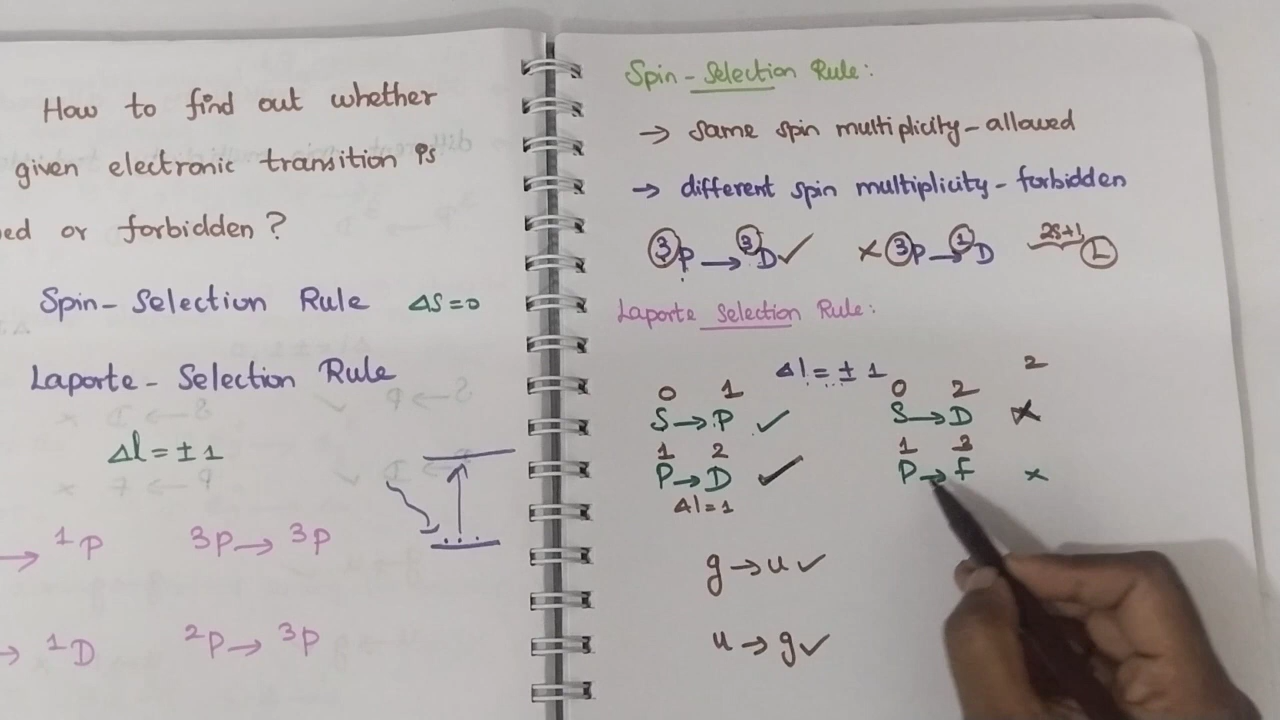 How to find out whether
given electronic transition is
ed or forbidden?
Spin-Selection Rule ΔS=0
Laporte-Selection Rule
Δl=±1
→ ¹P 3P→ ³P
→ ¹D ²P→ ³P
Spin-Selection Rule:
→ same spin multiplicity-allowed
→ different spin multiplicity-forbidden
³P→³D✓ ×³P→¹D 2S+1 L
Laporte Selection Rule:
Δl=±1 2
0 1 0 2
S→P ✓ S→D ×
1 2 1 3
P→D ✓ P→f ×
Δl=1
g→u✓
u→g✓